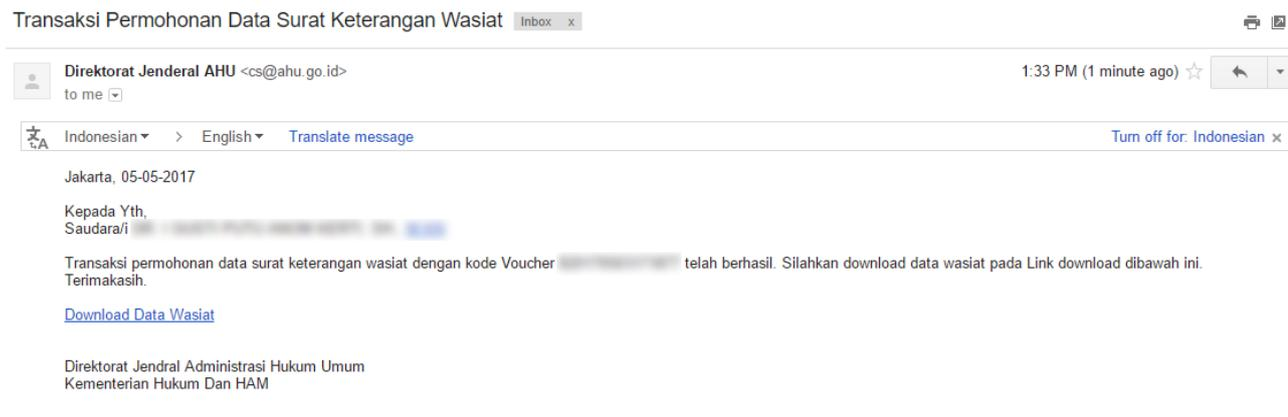 Transaksi Permohonan Data Surat Keterangan Wasiat Inbox x
Direktorat Jenderal AHU <cs@ahu.go.id> 1:33 PM (1 minute ago)
to me
Indonesian > English Translate message Turn off for: Indonesian x
Jakarta, 05-05-2017
Kepada Yth,
Saudara/i
Transaksi permohonan data surat keterangan wasiat dengan kode Voucher telah berhasil. Silahkan download data wasiat pada Link download dibawah ini.
Terimakasih.
Download Data Wasiat
Direktorat Jendral Administrasi Hukum Umum
Kementerian Hukum Dan HAM